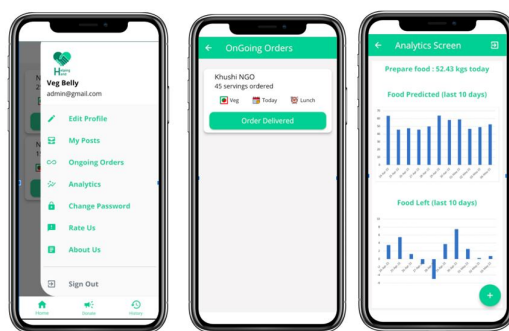 Helping
Hand
Veg Belly
admin@gmail.com
Edit Profile
My Posts
Ongoing Orders
Analytics
Change Password
Rate Us
About Us
Sign Out
Home
Donate
History
OnGoing Orders
Khushi NGO
45 servings ordered
Veg
Today
Lunch
Order Delivered
Analytics Screen
Prepare food : 52.43 kgs today
Food Predicted (last 10 days)
Food Left (last 10 days)